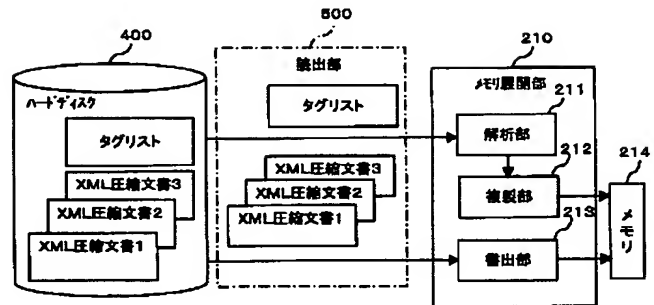 400
ハードディスク
タグリスト
XML圧縮文書3
XML圧縮文書2
XML圧縮文書1
500
読出部
タグリスト
XML圧縮文書3
XML圧縮文書2
XML圧縮文書1
210
メモリ展開部
211
解析部
212
複製部
213
書出部
214
メモリ